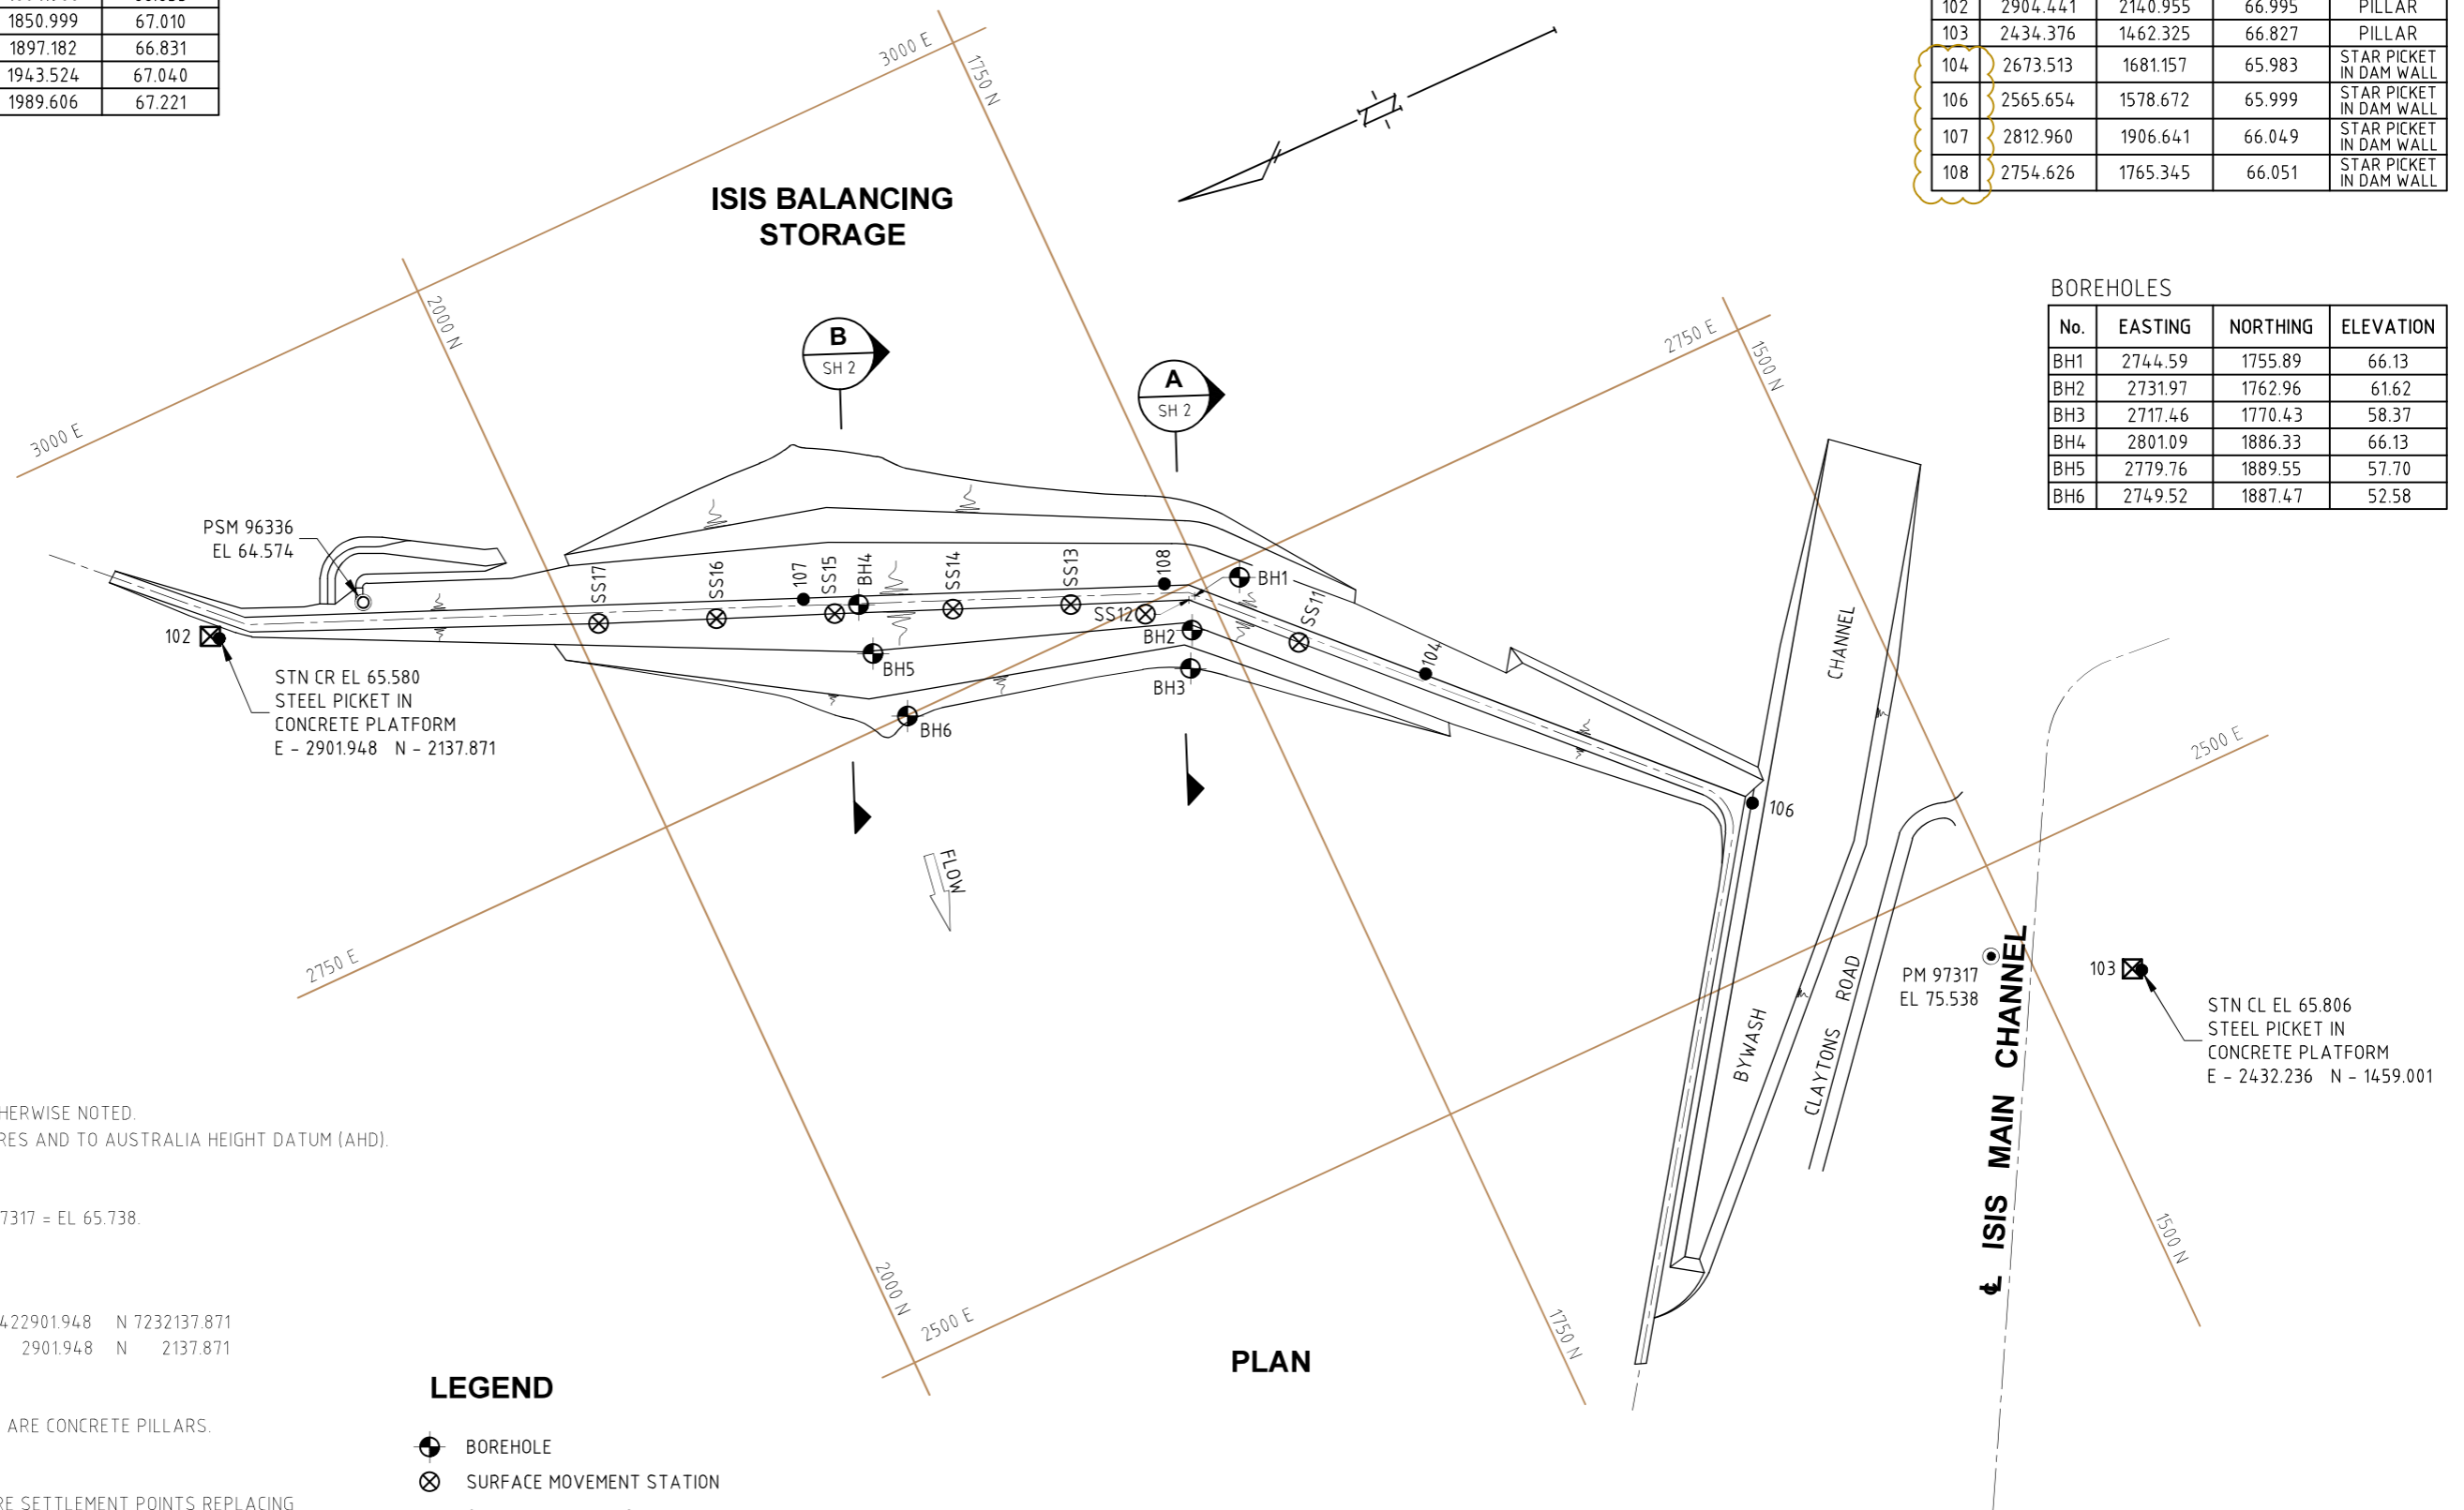 1850.999 67.010
1897.182 66.831
1943.524 67.040
1989.606 67.221
102 2904.441 2140.955 66.995 PILLAR
103 2434.376 1462.325 66.827 PILLAR
104 2673.513 1681.157 65.983 STAR PICKET IN DAM WALL
106 2565.654 1578.672 65.999 STAR PICKET IN DAM WALL
107 2812.960 1906.641 66.049 STAR PICKET IN DAM WALL
108 2754.626 1765.345 66.051 STAR PICKET IN DAM WALL
BOREHOLES
No. EASTING NORTHING ELEVATION
BH1 2744.59 1755.89 66.13
BH2 2731.97 1762.96 61.62
BH3 2717.46 1770.43 58.37
BH4 2801.09 1886.33 66.13
BH5 2779.76 1889.55 57.70
BH6 2749.52 1887.47 52.58
3000 E
1750 N
ISIS BALANCING
STORAGE
2000 N
3000 E
B
SH 2
A
SH 2
2750 E
1500 N
PSM 96336
EL 64.574
SS17
SS16
107
SS15
BH4
SS14
SS13
108
BH1
SS12
SS11
BH2
BH3
BH5
BH6
104
106
102
STN CR EL 65.580
STEEL PICKET IN
CONCRETE PLATFORM
E - 2901.948 N - 2137.871
CHANNEL
2500 E
FLOW
2750 E
BYWASH
CLAYTONS ROAD
PM 97317
EL 75.538
℄ ISIS MAIN CHANNEL
103
STN CL EL 65.806
STEEL PICKET IN
CONCRETE PLATFORM
E - 2432.236 N - 1459.001
2000 N
2500 E
1750 N
1500 N
PLAN
HERWISE NOTED.
RES AND TO AUSTRALIA HEIGHT DATUM (AHD).
7317 = EL 65.738.
422901.948 N 7232137.871
2901.948 N 2137.871
ARE CONCRETE PILLARS.
RE SETTLEMENT POINTS REPLACING
LEGEND
BOREHOLE
SURFACE MOVEMENT STATION